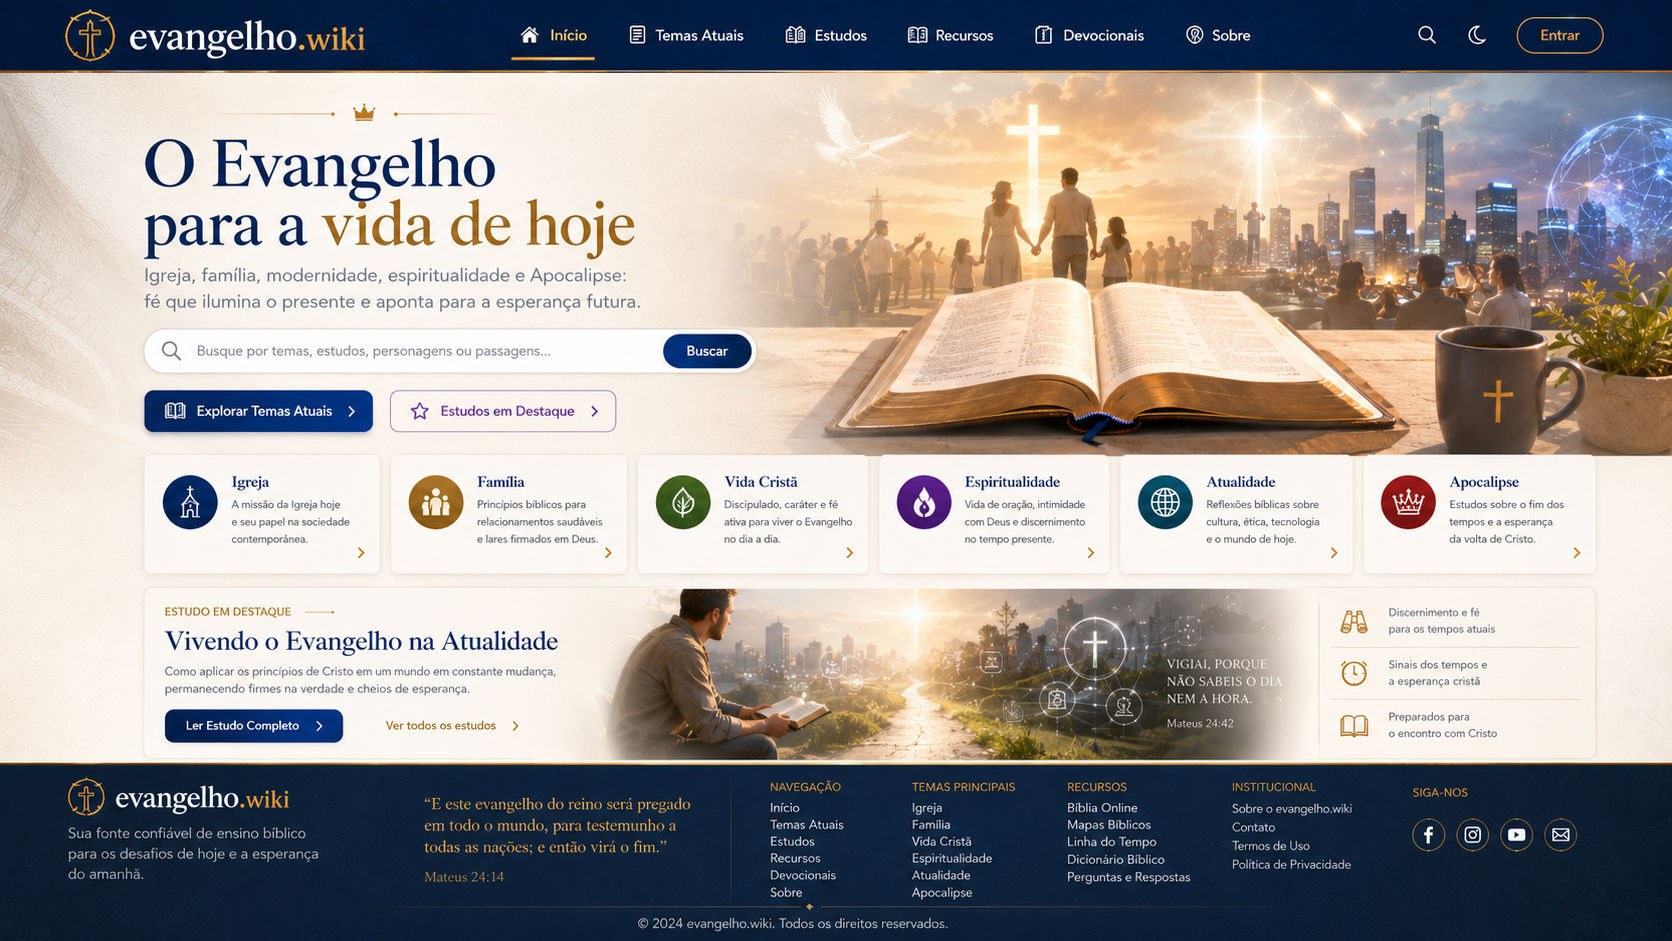 evangelho.wiki
Início
Temas Atuais
Estudos
Recursos
Devocionais
Sobre
Entrar
O Evangelho
para a vida de hoje
Igreja, família, modernidade, espiritualidade e Apocalipse:
fé que ilumina o presente e aponta para a esperança futura.
Busque por temas, estudos, personagens ou passagens...
Buscar
Explorar Temas Atuais
Estudos em Destaque
Igreja
A missão da Igreja hoje
e seu papel na sociedade
contemporânea.
Família
Princípios bíblicos para
relacionamentos saudáveis
e lares firmados em Deus.
Vida Cristã
Discipulado, caráter e fé
ativa para viver o Evangelho
no dia a dia.
Espiritualidade
Vida de oração, intimidade
com Deus e discernimento
no tempo presente.
Atualidade
Reflexões bíblicas sobre
cultura, ética, tecnologia
e o mundo de hoje.
Apocalipse
Estudos sobre o fim dos
tempos e a esperança
da volta de Cristo.
ESTUDO EM DESTAQUE
Vivendo o Evangelho na Atualidade
Como aplicar os princípios de Cristo em um mundo em constante mudança,
permanecendo firmes na verdade e cheios de esperança.
Ler Estudo Completo
Ver todos os estudos
VIGIAI, PORQUE
NÃO SABEIS O DIA
NEM A HORA.
Mateus 24:42
Discernimento e fé
para os tempos atuais
Sinais dos tempos e
a esperança cristã
Preparados para
o encontro com Cristo
evangelho.wiki
Sua fonte confiável de ensino bíblico
para os desafios de hoje e a esperança
do amanhã.
“E este evangelho do reino será pregado
em todo o mundo, para testemunho a
todas as nações; e então virá o fim.”
Mateus 24:14
NAVEGAÇÃO
Início
Temas Atuais
Estudos
Recursos
Devocionais
Sobre
TEMAS PRINCIPAIS
Igreja
Família
Vida Cristã
Espiritualidade
Atualidade
Apocalipse
RECURSOS
Bíblia Online
Mapas Bíblicos
Linha do Tempo
Dicionário Bíblico
Perguntas e Respostas
INSTITUCIONAL
Sobre o evangelho.wiki
Contato
Termos de Uso
Política de Privacidade
SIGA-NOS
© 2024 evangelho.wiki. Todos os direitos reservados.